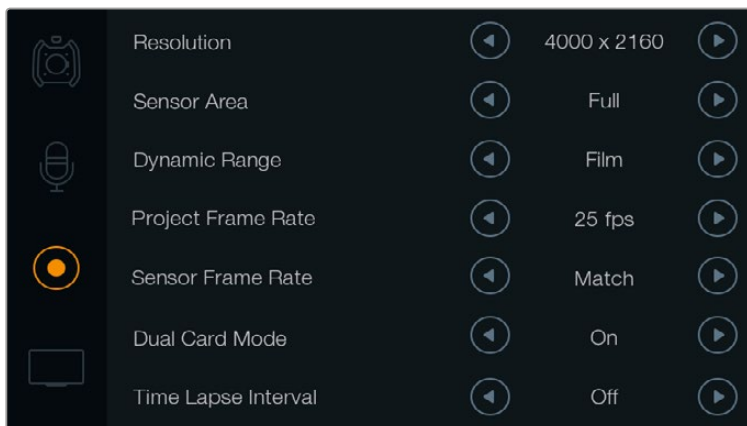 Resolution 4000 x 2160
Sensor Area Full
Dynamic Range Film
Project Frame Rate 25 fps
Sensor Frame Rate Match
Dual Card Mode On
Time Lapse Interval Off